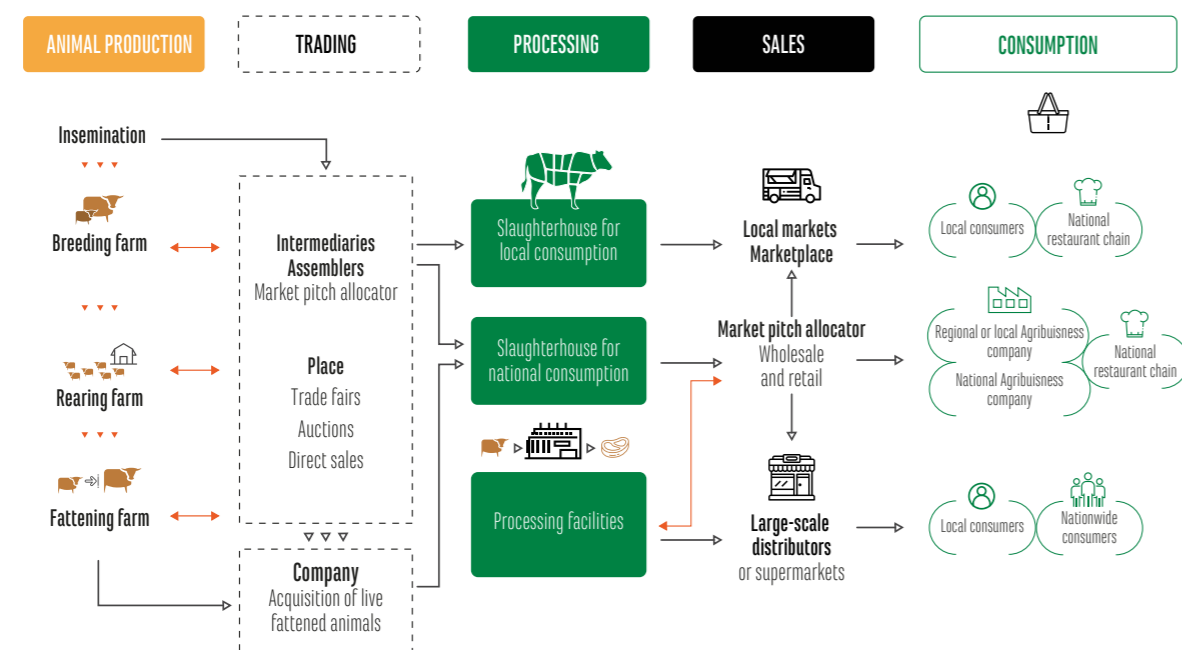 ANIMAL PRODUCTION
TRADING
PROCESSING
SALES
CONSUMPTION
Insemination
Breeding farm
Rearing farm
Fattening farm
Intermediaries
Assemblers
Market pitch allocator
Place
Trade fairs
Auctions
Direct sales
Company
Acquisition of live
fattened animals
Slaughterhouse for
local consumption
Slaughterhouse for
national consumption
Processing facilities
Local markets
Marketplace
Market pitch allocator
Wholesale
and retail
Large-scale
distributors
or supermarkets
Local consumers
National
restaurant chain
Regional or local Agribuisness
company
National Agribuisness
company
National
restaurant chain
Local consumers
Nationwide
consumers